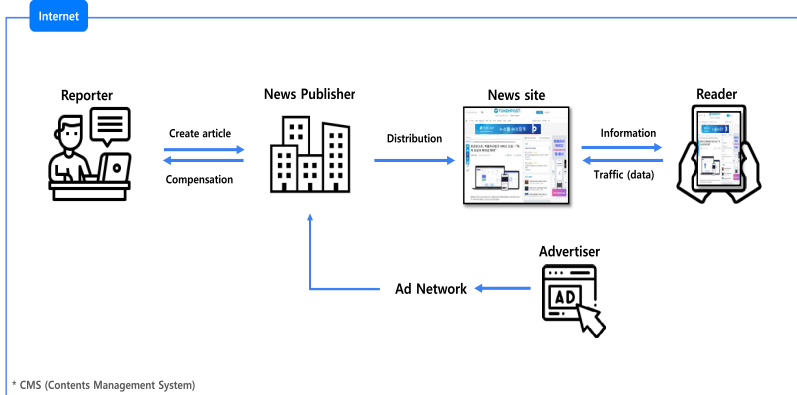 Internet
Reporter
News Publisher
News site
Reader
TOKENPOST
Create article
Compensation
Distribution
Information
Traffic (data)
Advertiser
Ad Network
AD
* CMS (Contents Management System)